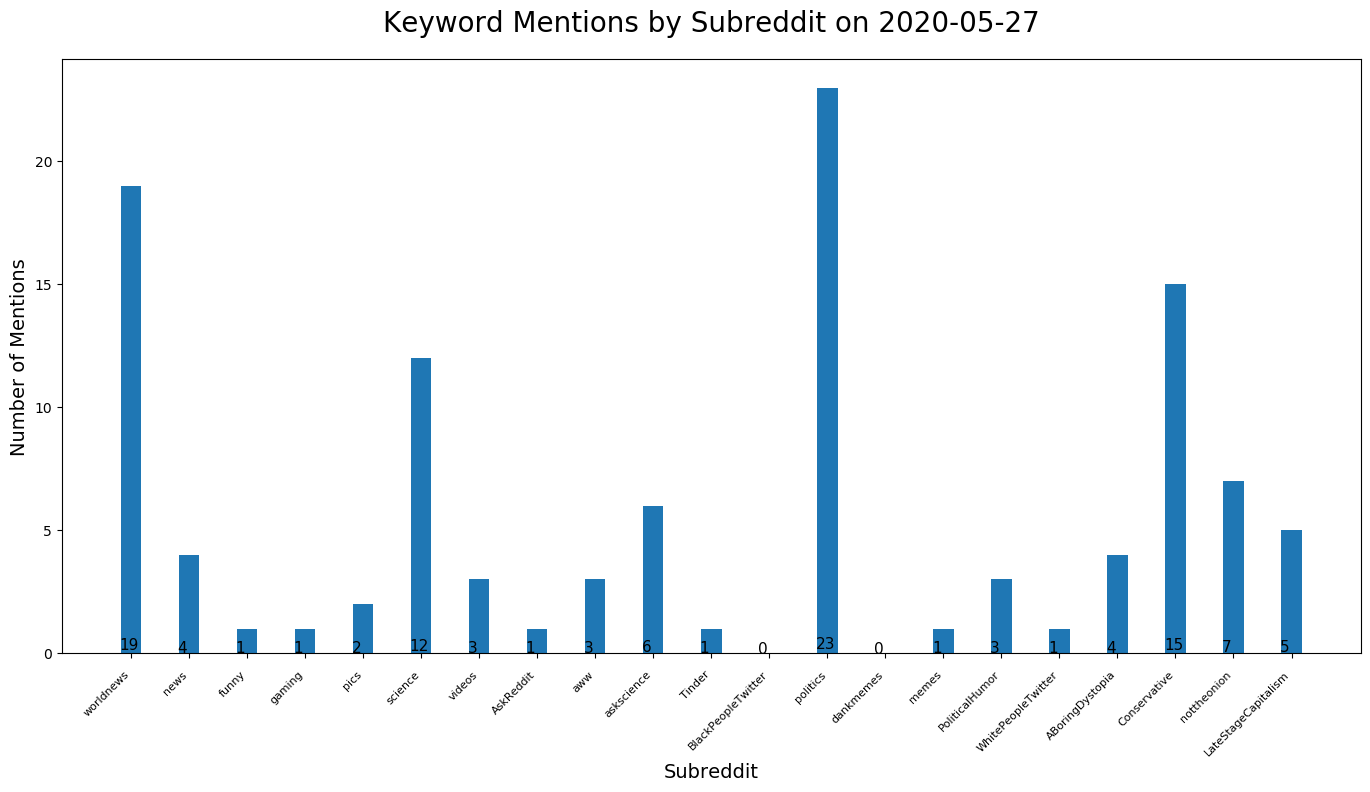 Keyword Mentions by Subreddit on 2020-05-27
Number of Mentions
20
15
10
5
0
19 4 1 1 2 12 3 1 3 6 1 0 23 0 1 3 1 4 15 7 5
worldnews news funny gaming pics science videos AskReddit aww askscience Tinder BlackPeopleTwitter politics dankmemes memes PoliticalHumor WhitePeopleTwitter ABoringDystopia Conservative nottheonion LateStageCapitalism
Subreddit